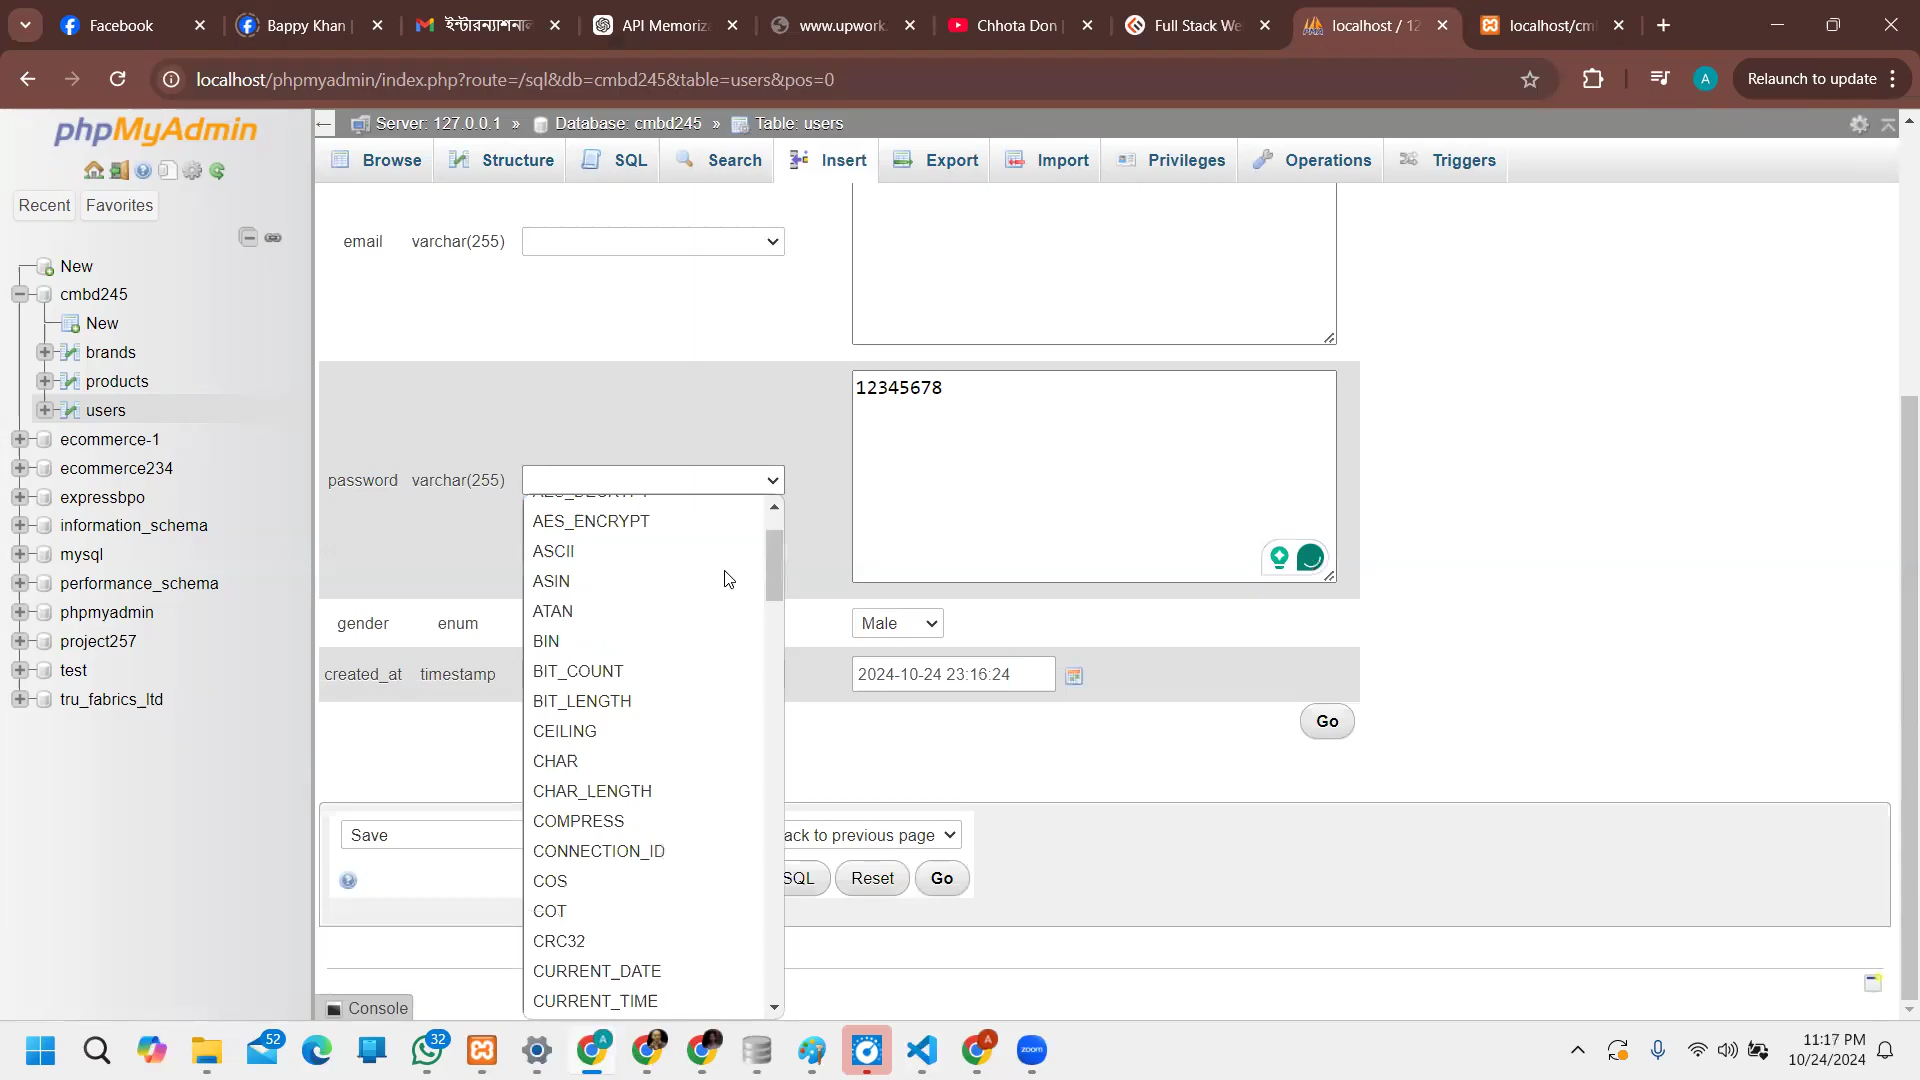 Facebook
Bappy Khan |
ইন্টারন্যাশনাল
API Memoriz
www.upwork.
Chhota Don |
Full Stack We
localhost / 12
localhost/cm
localhost/phpmyadmin/index.php?route=/sql&db=cmbd245&table=users&pos=0
A
Relaunch to update
phpMyAdmin
Server: 127.0.0.1 » Database: cmbd245 » Table: users
Browse
Structure
SQL
Search
Insert
Export
Import
Privileges
Operations
Triggers
Recent
Favorites
New
cmbd245
New
brands
products
users
ecommerce-1
ecommerce234
expressbpo
information_schema
mysql
performance_schema
phpmyadmin
project257
test
tru_fabrics_ltd
email varchar(255)
password varchar(255)
12345678
AES_DECRYPT
AES_ENCRYPT
ASCII
ASIN
ATAN
BIN
BIT_COUNT
BIT_LENGTH
CEILING
CHAR
CHAR_LENGTH
COMPRESS
CONNECTION_ID
COS
COT
CRC32
CURRENT_DATE
CURRENT_TIME
gender enum
Male
created_at timestamp
2024-10-24 23:16:24
Go
Save
ack to previous page
SQL
Reset
Go
Console
52
32
A
A
zoom
11:17 PM
10/24/2024